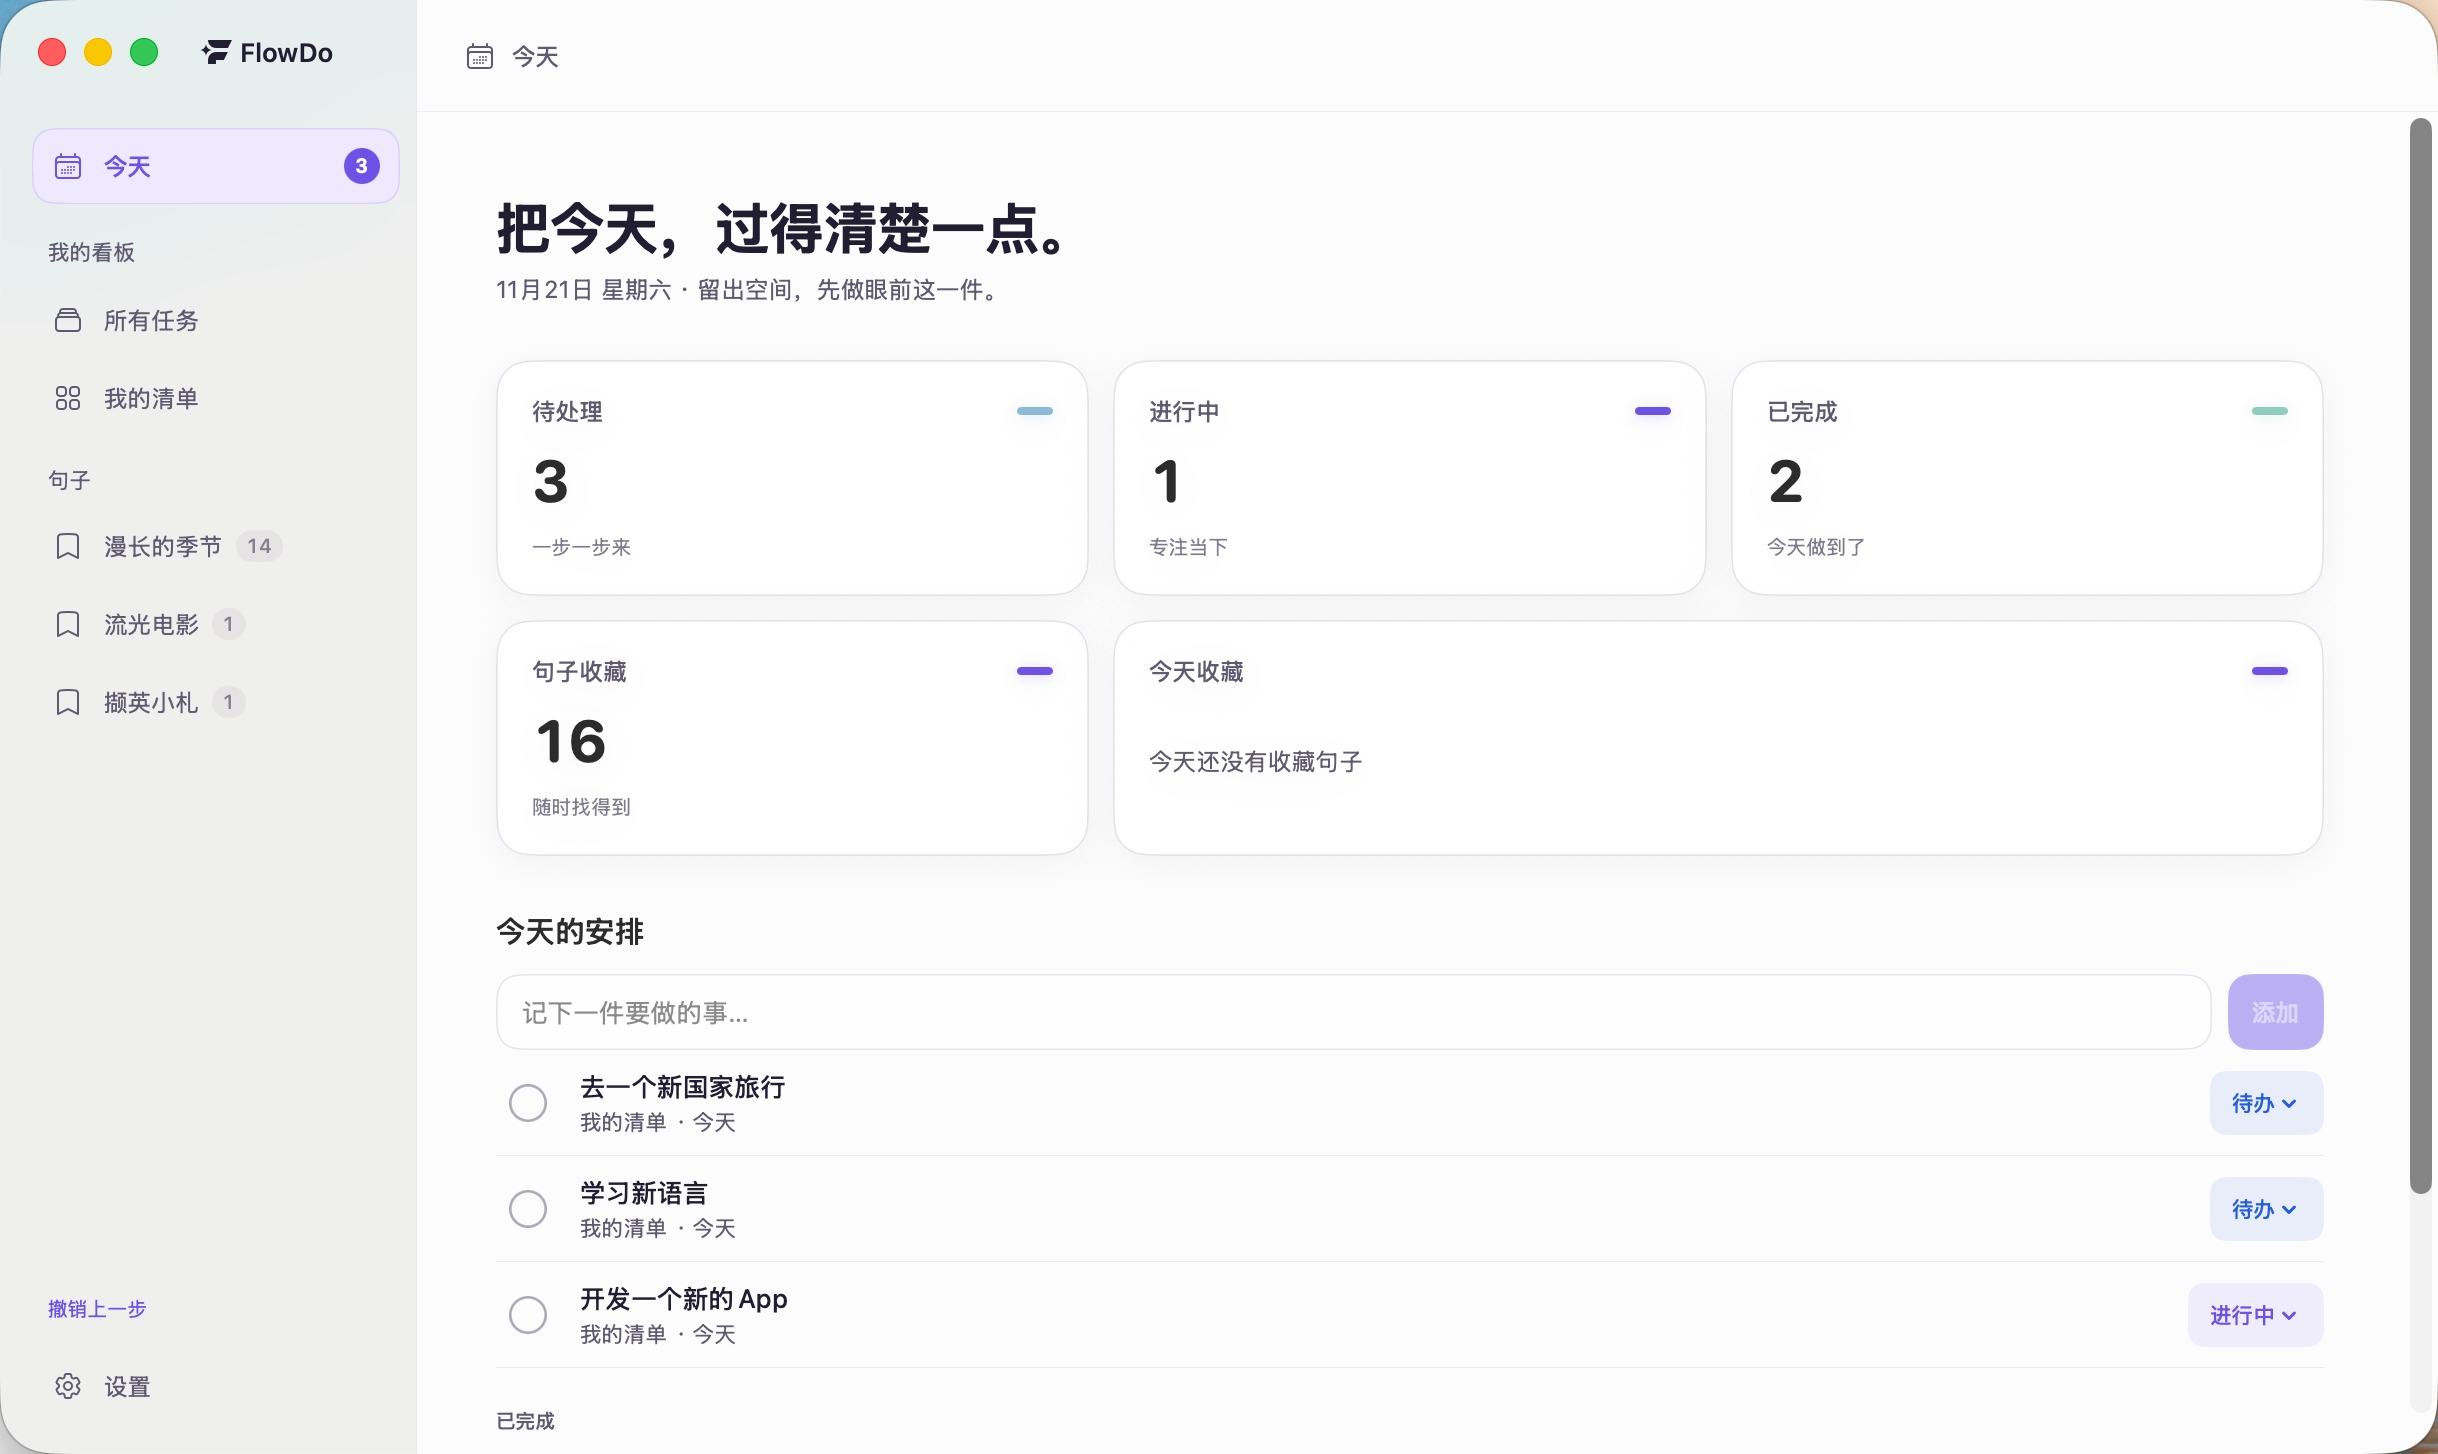 FlowDo
今天
3
我的看板
所有任务
我的清单
句子
漫长的季节 14
流光电影 1
撷英小札 1
撤销上一步
设置
今天
把今天，过得清楚一点。
11月21日 星期六 · 留出空间，先做眼前这一件。
待处理
3
一步一步来
进行中
1
专注当下
已完成
2
今天做到了
句子收藏
16
随时找得到
今天收藏
今天还没有收藏句子
今天的安排
记下一件要做的事...
添加
去一个新国家旅行
我的清单 · 今天
待办
学习新语言
我的清单 · 今天
待办
开发一个新的 App
我的清单 · 今天
进行中
已完成